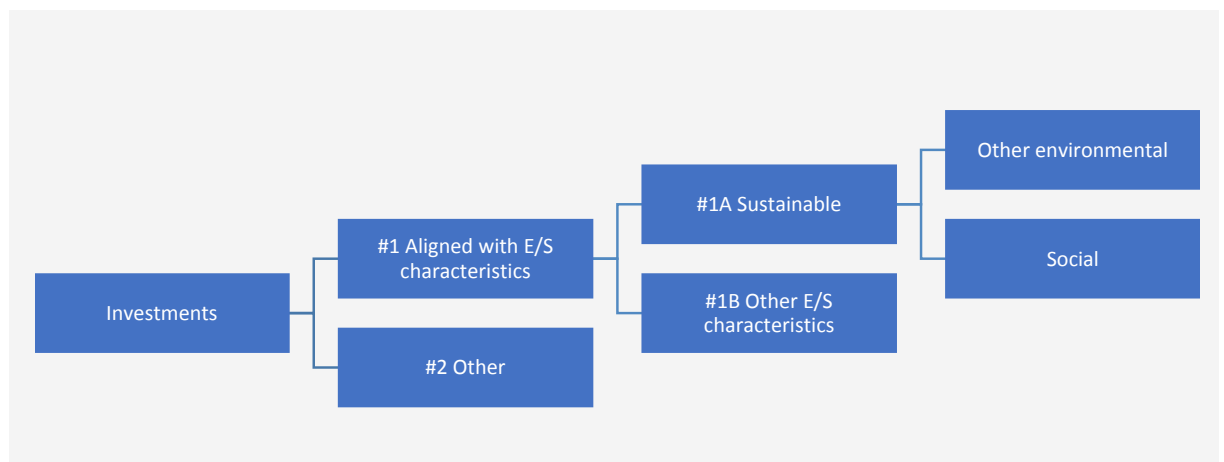 Investments
#1 Aligned with E/S
characteristics
#2 Other
#1A Sustainable
#1B Other E/S
characteristics
Other environmental
Social